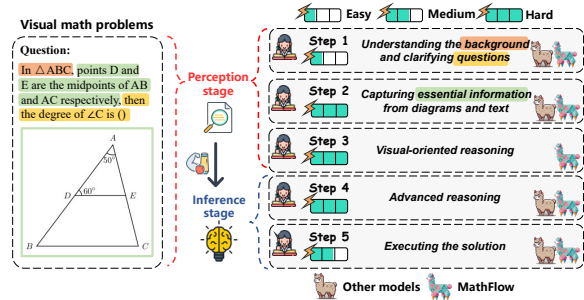 Visual math problems
Question:
In △ABC, points D and
E are the midpoints of AB
and AC respectively, then
the degree of ∠C is ()
A
50°
D
60°
E
B
C
Perception
stage
Inference
stage
Easy
Medium
Hard
Step 1
Understanding the background
and clarifying questions
Step 2
Capturing essential information
from diagrams and text
Step 3
Visual-oriented reasoning
Step 4
Advanced reasoning
Step 5
Executing the solution
Other models
MathFlow